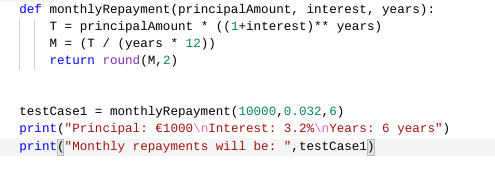 def monthlyRepayment(principalAmount, interest, years):
T = principalAmount * ((1+interest)** years)
M = (T / (years * 12))
return round(M,2)
testCase1 = monthlyRepayment(10000,0.032,6)
print("Principal: €1000\nInterest: 3.2%\nYears: 6 years")
print("Monthly repayments will be: ",testCase1)